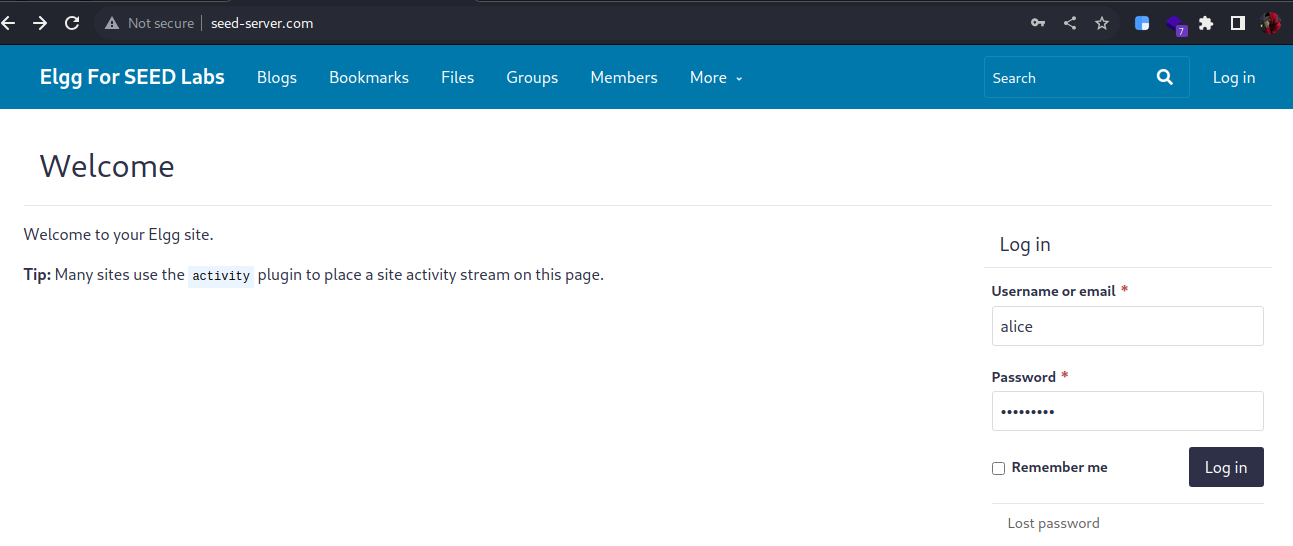 Not secure seed-server.com 7
Elgg For SEED Labs Blogs Bookmarks Files Groups Members More Search Log in
Welcome
Welcome to your Elgg site.
Tip: Many sites use the activity plugin to place a site activity stream on this page.
Log in
Username or email *
alice
Password *
•••••••••
Remember me Log in
Lost password